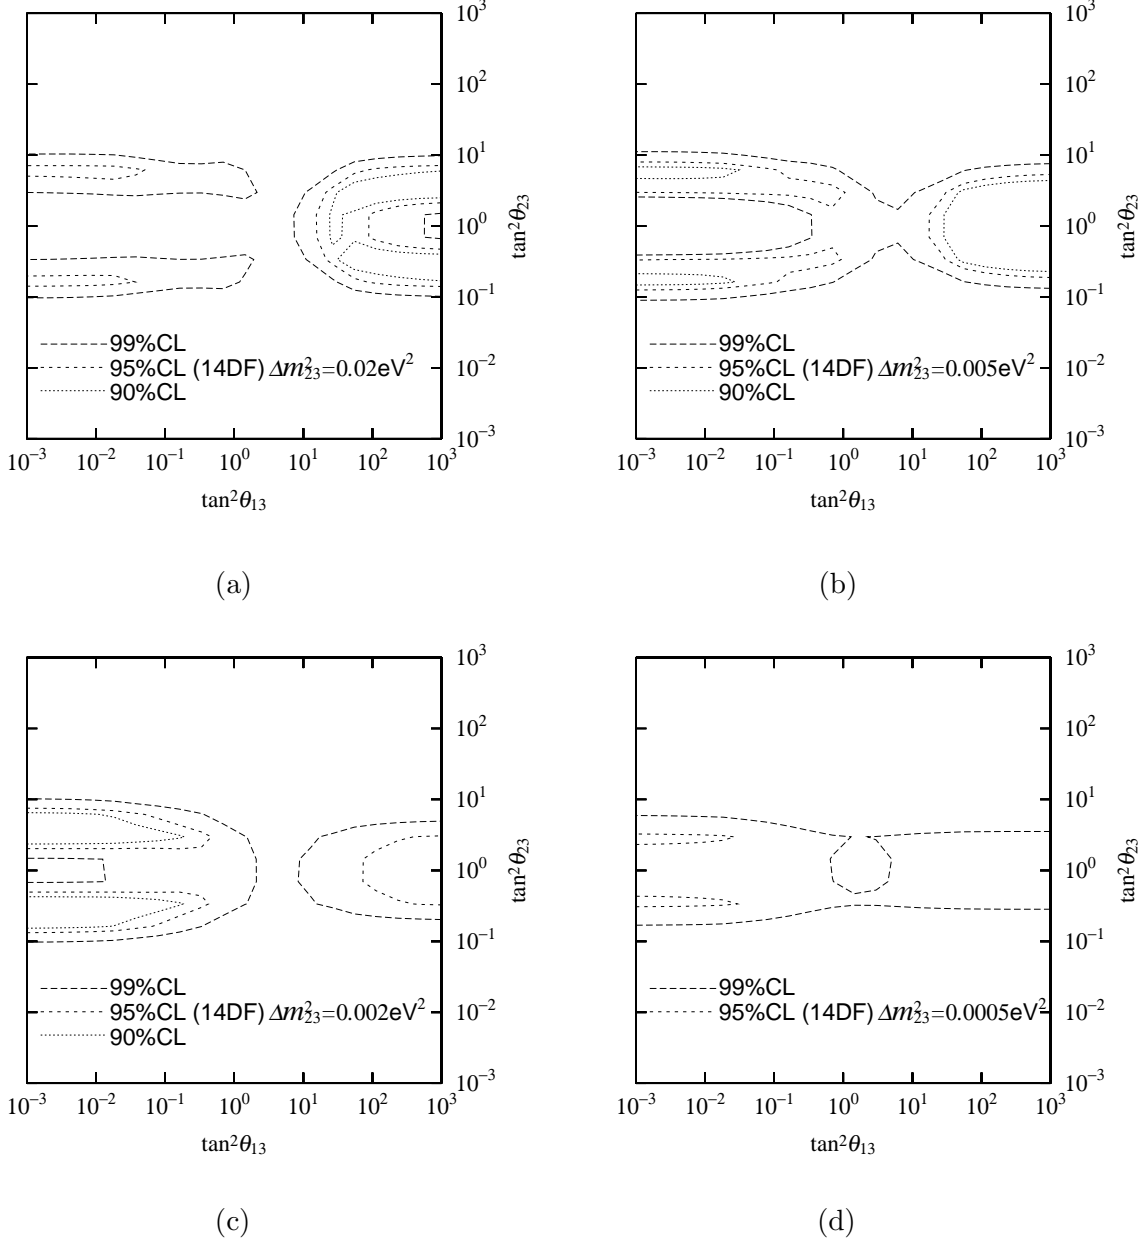 10³
10²
10¹
10⁰
10⁻¹
10⁻²
10⁻³
tan²θ₂₃
99%CL
95%CL (14DF) Δm²₂₃=0.02eV²
90%CL
10⁻³ 10⁻² 10⁻¹ 10⁰ 10¹ 10² 10³
tan²θ₁₃
(a)
10³
10²
10¹
10⁰
10⁻¹
10⁻²
10⁻³
tan²θ₂₃
99%CL
95%CL (14DF) Δm²₂₃=0.005eV²
90%CL
10⁻³ 10⁻² 10⁻¹ 10⁰ 10¹ 10² 10³
tan²θ₁₃
(b)
10³
10²
10¹
10⁰
10⁻¹
10⁻²
10⁻³
tan²θ₂₃
99%CL
95%CL (14DF) Δm²₂₃=0.002eV²
90%CL
10⁻³ 10⁻² 10⁻¹ 10⁰ 10¹ 10² 10³
tan²θ₁₃
(c)
10³
10²
10¹
10⁰
10⁻¹
10⁻²
10⁻³
tan²θ₂₃
99%CL
95%CL (14DF) Δm²₂₃=0.0005eV²
10⁻³ 10⁻² 10⁻¹ 10⁰ 10¹ 10² 10³
tan²θ₁₃
(d)